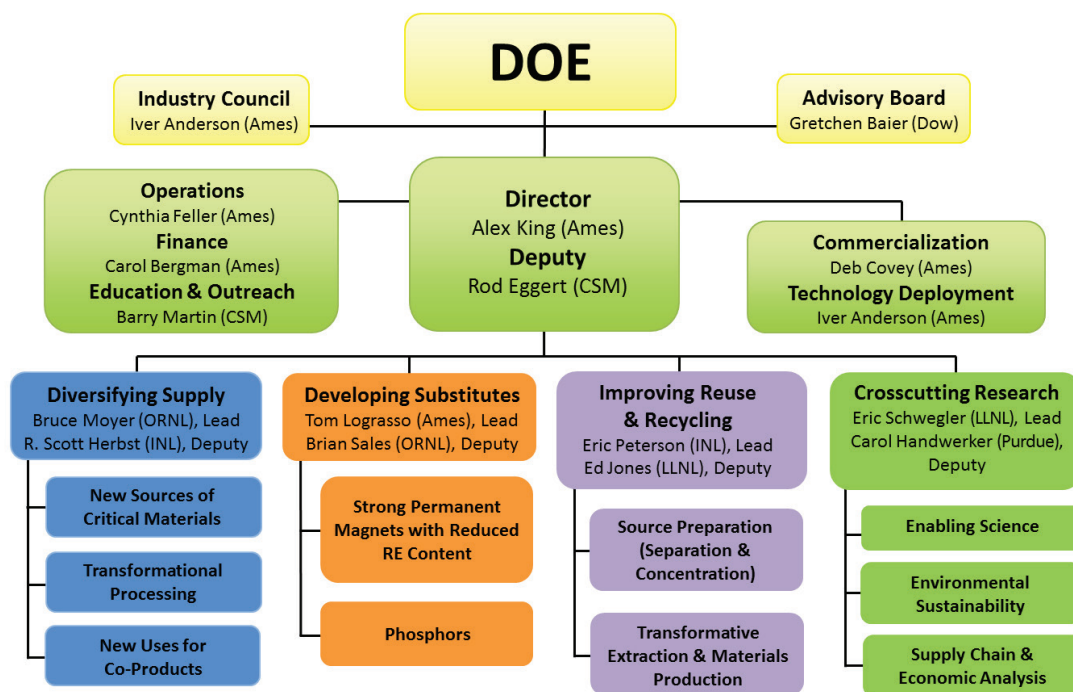 DOE
Industry Council
Iver Anderson (Ames)
Advisory Board
Gretchen Baier (Dow)
Operations
Cynthia Feller (Ames)
Finance
Carol Bergman (Ames)
Education & Outreach
Barry Martin (CSM)
Director
Alex King (Ames)
Deputy
Rod Eggert (CSM)
Commercialization
Deb Covey (Ames)
Technology Deployment
Iver Anderson (Ames)
Diversifying Supply
Bruce Moyer (ORNL), Lead
R. Scott Herbst (INL), Deputy
New Sources of
Critical Materials
Transformational
Processing
New Uses for
Co-Products
Developing Substitutes
Tom Lograsso (Ames), Lead
Brian Sales (ORNL), Deputy
Strong Permanent
Magnets with Reduced
RE Content
Phosphors
Improving Reuse
& Recycling
Eric Peterson (INL), Lead
Ed Jones (LLNL), Deputy
Source Preparation
(Separation &
Concentration)
Transformative
Extraction & Materials
Production
Crosscutting Research
Eric Schwegler (LLNL), Lead
Carol Handwerker (Purdue),
Deputy
Enabling Science
Environmental
Sustainability
Supply Chain &
Economic Analysis